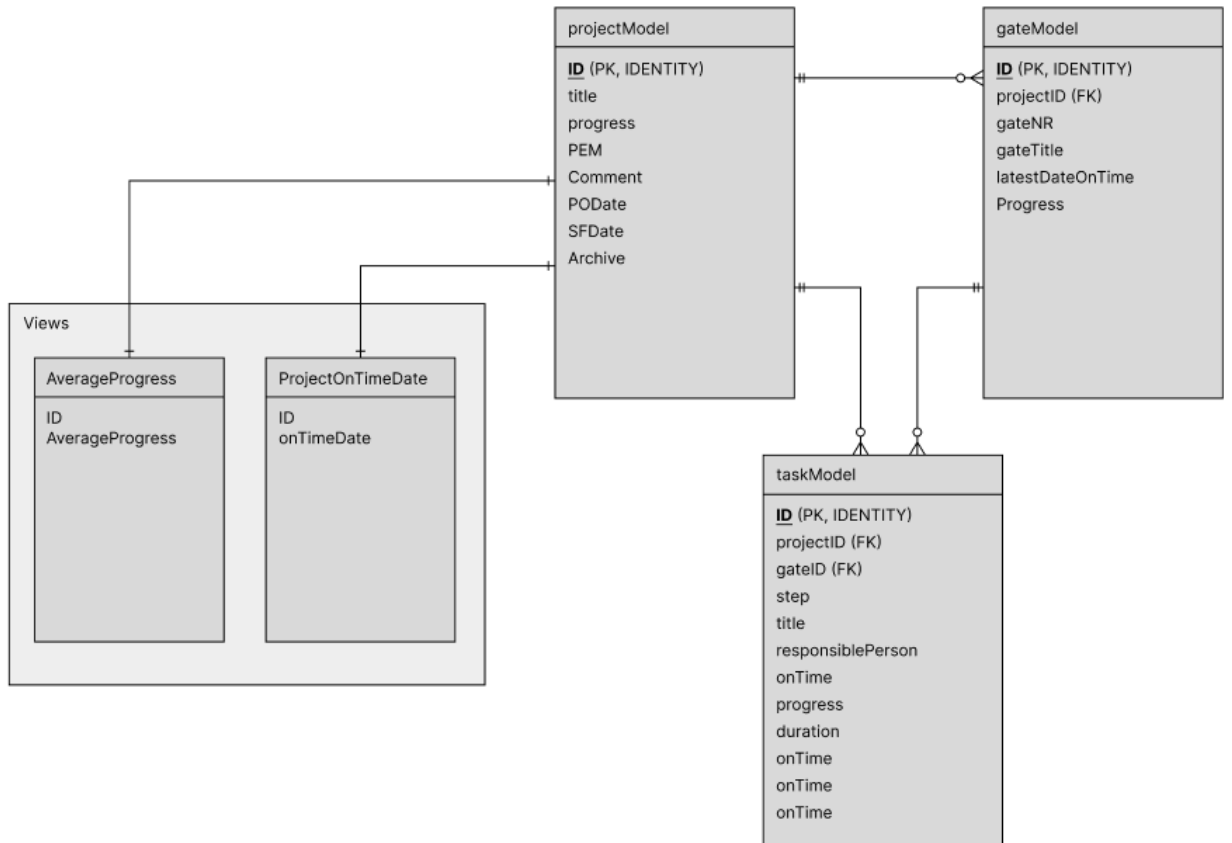 projectModel
ID (PK, IDENTITY)
title
progress
PEM
Comment
PODate
SFDate
Archive
gateModel
ID (PK, IDENTITY)
projectID (FK)
gateNR
gateTitle
latestDateOnTime
Progress
Views
AverageProgress
ID
AverageProgress
ProjectOnTimeDate
ID
onTimeDate
taskModel
ID (PK, IDENTITY)
projectID (FK)
gateID (FK)
step
title
responsiblePerson
onTime
progress
duration
onTime
onTime
onTime